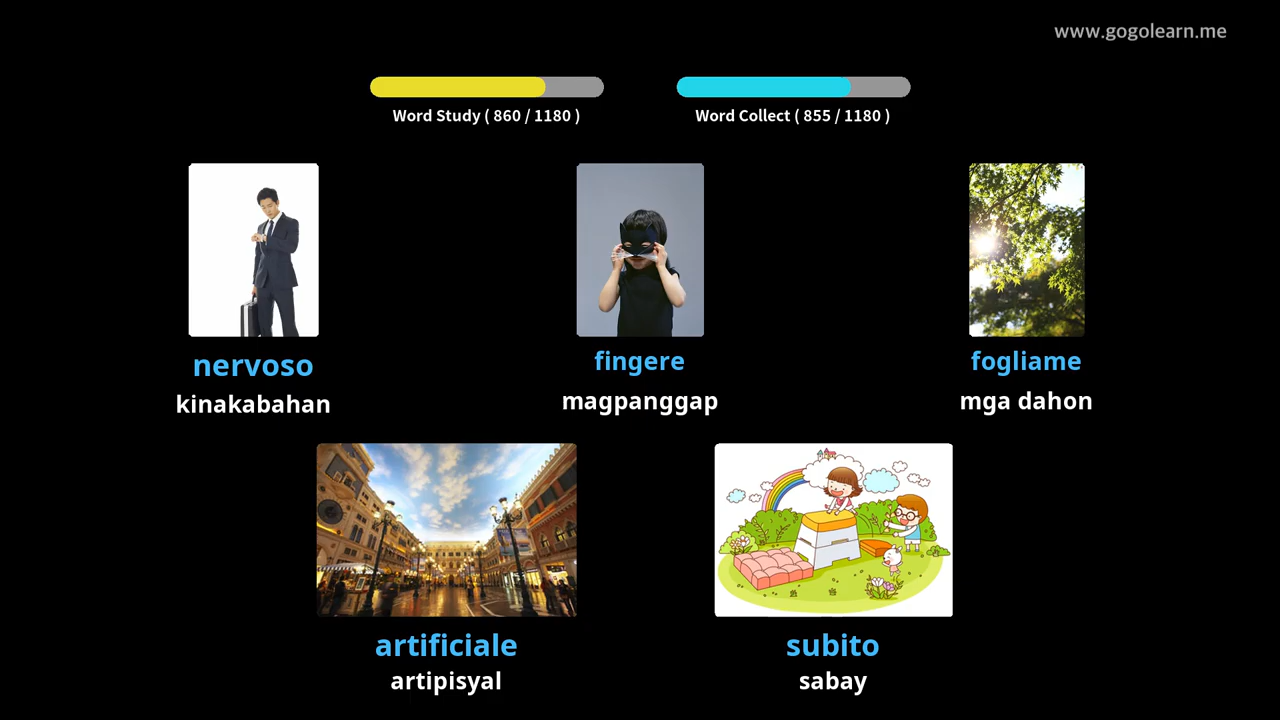 www.gogolearn.me
Word Study ( 860 / 1180 )
Word Collect ( 855 / 1180 )
nervoso
kinakabahan
fingere
magpanggap
fogliame
mga dahon
artificiale
artipisyal
subito
sabay